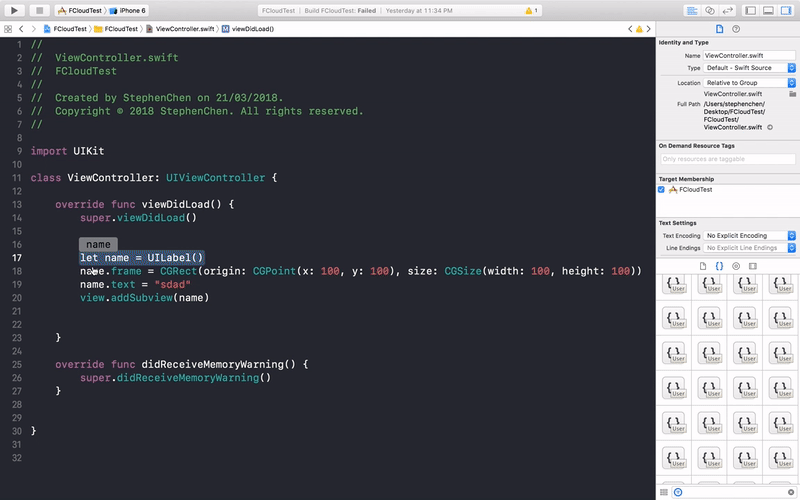 FCloudTest iPhone 6
FCloudTest | Build FCloudTest: Failed | Yesterday at 11:34 PM 1
FCloudTest FCloudTest ViewController.swift M viewDidLoad()
1 //
2 // ViewController.swift
3 // FCloudTest
4 //
5 // Created by StephenChen on 21/03/2018.
6 // Copyright © 2018 StephenChen. All rights reserved.
7 //
8
9 import UIKit
10
11 class ViewController: UIViewController {
12
13 override func viewDidLoad() {
14 super.viewDidLoad()
15
name
16
17 let name = UILabel()
18 name.frame = CGRect(origin: CGPoint(x: 100, y: 100), size: CGSize(width: 100, height: 100))
19 name.text = "sdad"
20 view.addSubview(name)
21
22
23 }
24
25 override func didReceiveMemoryWarning() {
26 super.didReceiveMemoryWarning()
27 }
28
29
30 }
31
32
Identity and Type
Name ViewController.swift
Type Default - Swift Source
Location Relative to Group
ViewController.swift
Full Path /Users/stephenchen/
Desktop/FCloudTest/
FCloudTest/
ViewController.swift
On Demand Resource Tags
Only resources are taggable
Target Membership
FCloudTest
Text Settings
Text Encoding No Explicit Encoding
Line Endings No Explicit Line Endings
{} {} {} {}
User User User User
{} {} {} {}
User User User User
{} {} {} {}
User User User User
{} {} {} {}
User User User User
{} {} {} {}
User User User User
{} {} {} {}
User User User User